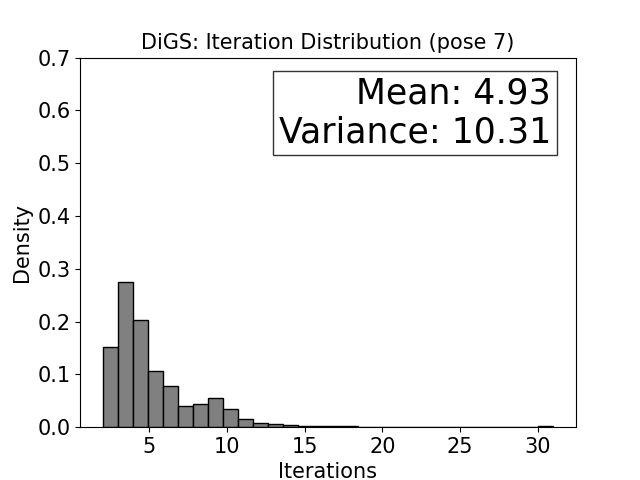 DiGS: Iteration Distribution (pose 7)
Mean: 4.93
Variance: 10.31
0.7
0.6
0.5
0.4
0.3
0.2
0.1
0.0
Density
5 10 15 20 25 30
Iterations